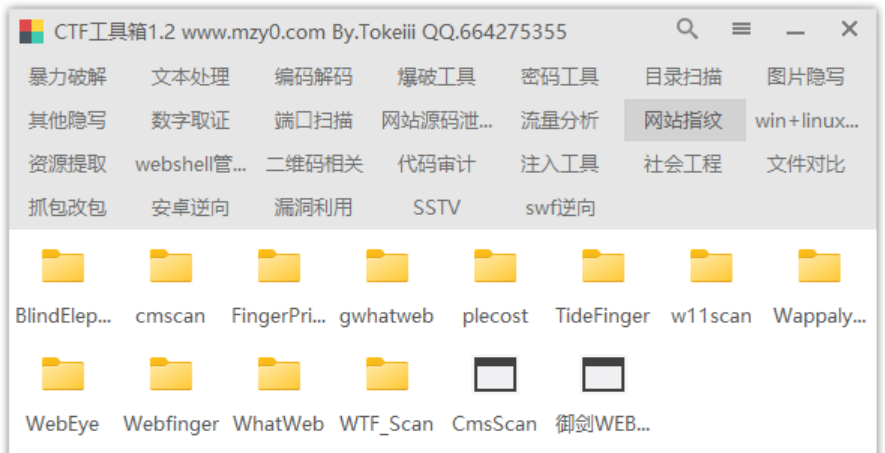 CTF工具箱1.2 www.mzy0.com By.Tokeiii QQ.664275355
暴力破解 文本处理 编码解码 爆破工具 密码工具 目录扫描 图片隐写
其他隐写 数字取证 端口扫描 网站源码泄... 流量分析 网站指纹 win+linux...
资源提取 webshell管... 二维码相关 代码审计 注入工具 社会工程 文件对比
抓包改包 安卓逆向 漏洞利用 SSTV swf逆向
BlindElep... cmscan FingerPri... gwhatweb plecost TideFinger w11scan Wappaly...
WebEye Webfinger WhatWeb WTF_Scan CmsScan 御剑WEB...